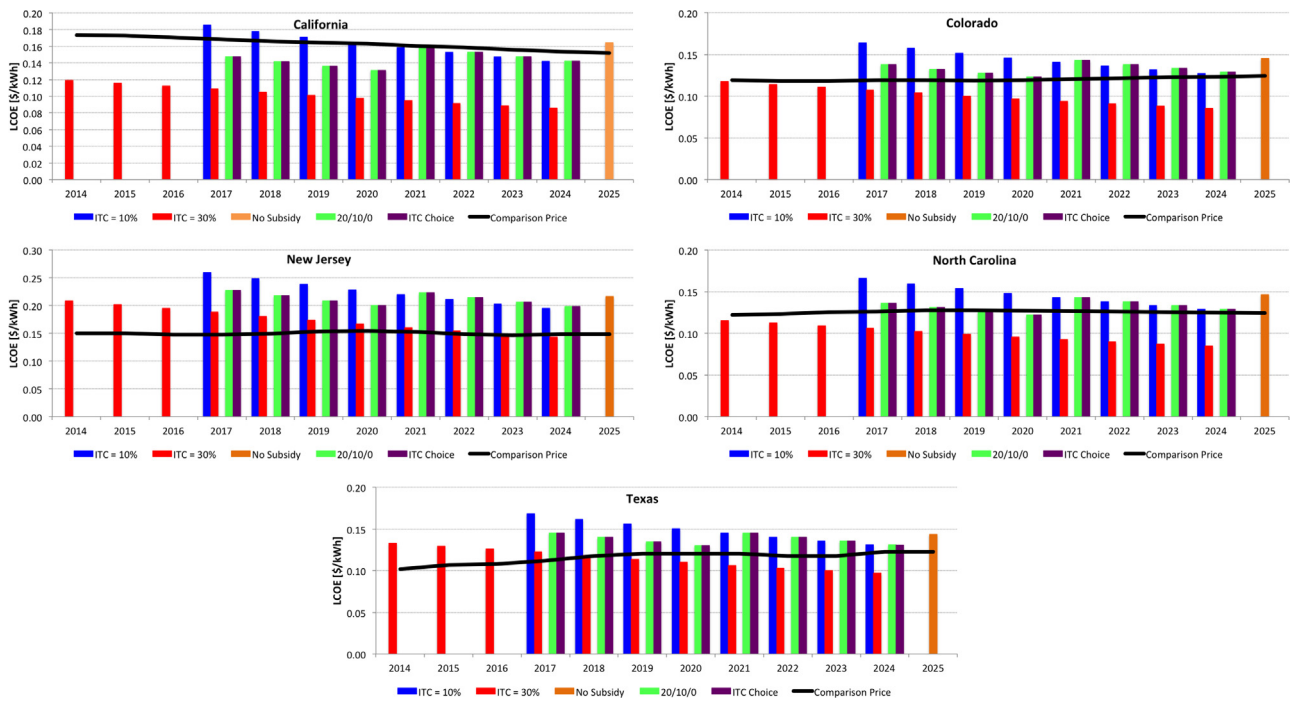 California
LCOE [$/kWh]
0.20
0.18
0.16
0.14
0.12
0.10
0.08
0.06
0.04
0.02
0.00
2014 2015 2016 2017 2018 2019 2020 2021 2022 2023 2024 2025
ITC = 10% ITC = 30% No Subsidy 20/10/0 ITC Choice Comparison Price
Colorado
LCOE [$/kWh]
0.20
0.15
0.10
0.05
0.00
2014 2015 2016 2017 2018 2019 2020 2021 2022 2023 2024 2025
ITC = 10% ITC = 30% No Subsidy 20/10/0 ITC Choice Comparison Price
New Jersey
LCOE [$/kWh]
0.30
0.25
0.20
0.15
0.10
0.05
0.00
2014 2015 2016 2017 2018 2019 2020 2021 2022 2023 2024 2025
ITC = 10% ITC = 30% No Subsidy 20/10/0 ITC Choice Comparison Price
North Carolina
LCOE [$/kWh]
0.20
0.15
0.10
0.05
0.00
2014 2015 2016 2017 2018 2019 2020 2021 2022 2023 2024 2025
ITC = 10% ITC = 30% No Subsidy 20/10/0 ITC Choice Comparison Price
Texas
LCOE [$/kWh]
0.20
0.15
0.10
0.05
0.00
2014 2015 2016 2017 2018 2019 2020 2021 2022 2023 2024 2025
ITC = 10% ITC = 30% No Subsidy 20/10/0 ITC Choice Comparison Price